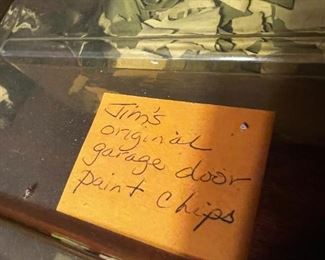 Jim's
original
garage door
paint chips